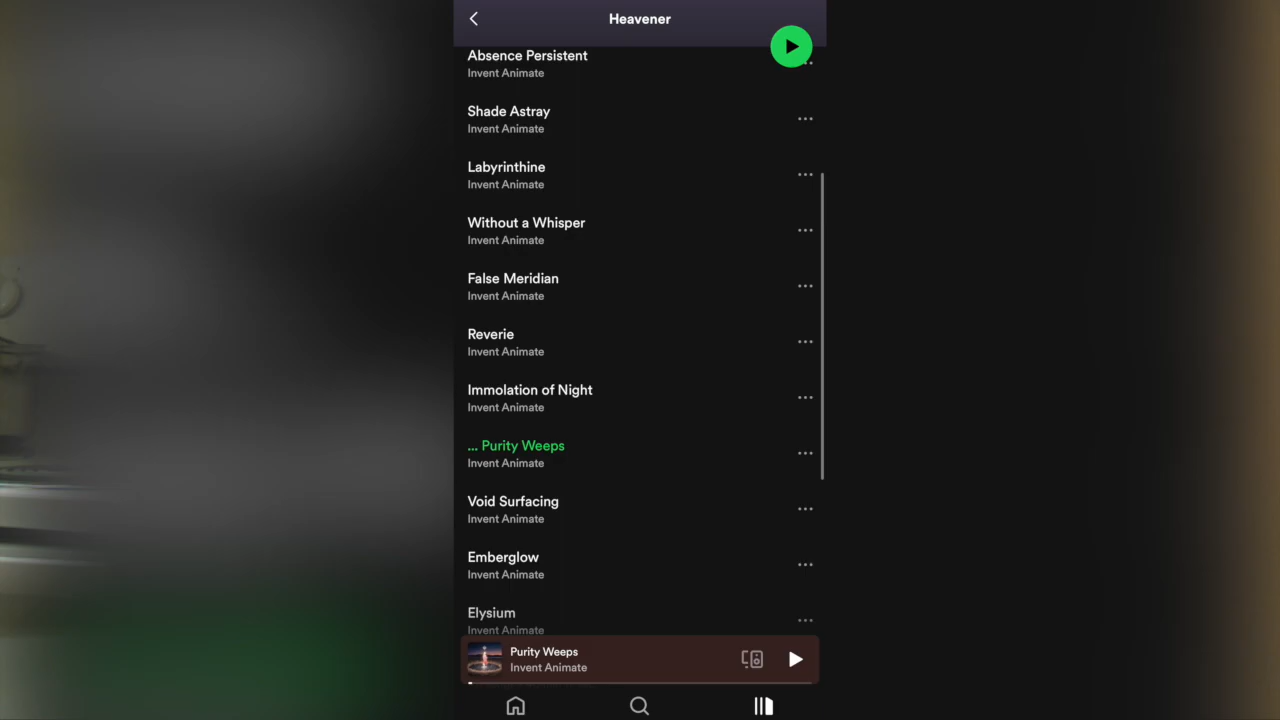 Heavener
Absence Persistent
Invent Animate
Shade Astray
Invent Animate
Labyrinthine
Invent Animate
Without a Whisper
Invent Animate
False Meridian
Invent Animate
Reverie
Invent Animate
Immolation of Night
Invent Animate
... Purity Weeps
Invent Animate
Void Surfacing
Invent Animate
Emberglow
Invent Animate
Elysium
Invent Animate
Purity Weeps
Invent Animate